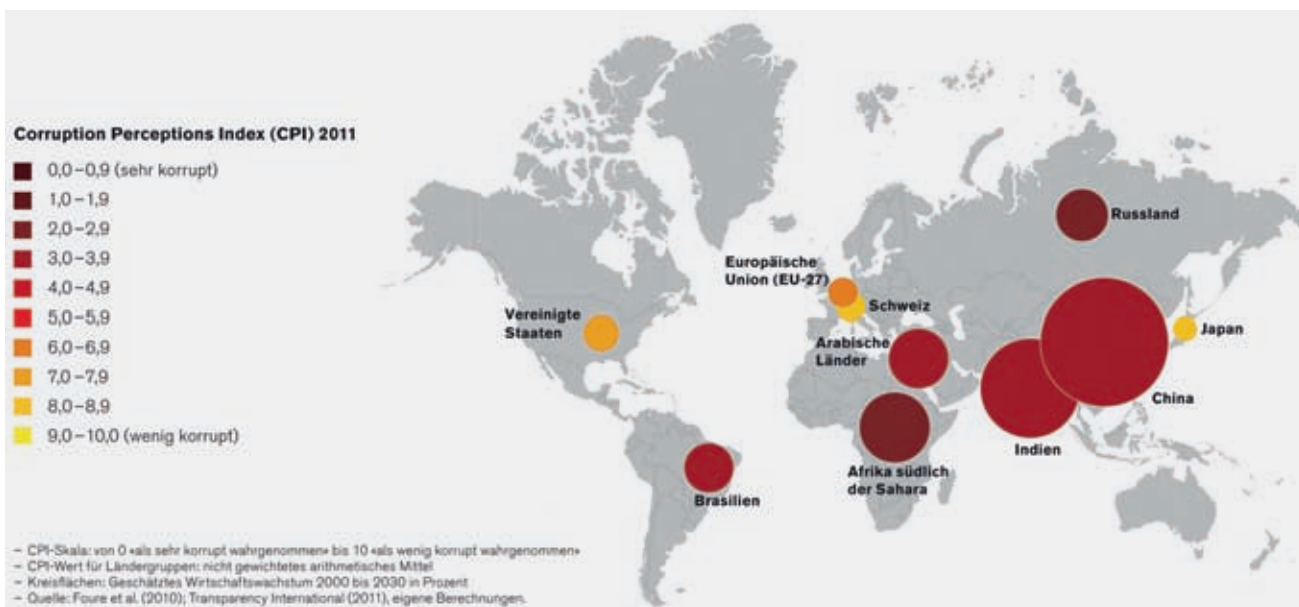 Corruption Perceptions Index (CPI) 2011
0,0–0,9 (sehr korrupt)
1,0–1,9
2,0–2,9
3,0–3,9
4,0–4,9
5,0–5,9
6,0–6,9
7,0–7,9
8,0–8,9
9,0–10,0 (wenig korrupt)
Russland
Europäische
Union (EU-27)
Schweiz
Vereinigte
Staaten
Japan
Arabische
Länder
China
Indien
Afrika südlich
der Sahara
Brasilien
– CPI-Skala: von 0 «als sehr korrupt wahrgenommen» bis 10 «als wenig korrupt wahrgenommen»
– CPI-Wert für Ländergruppen: nicht gewichtetes arithmetisches Mittel
– Kreisflächen: Geschätztes Wirtschaftswachstum 2000 bis 2030 in Prozent
– Quelle: Foure et al. (2010); Transparency International (2011), eigene Berechnungen.